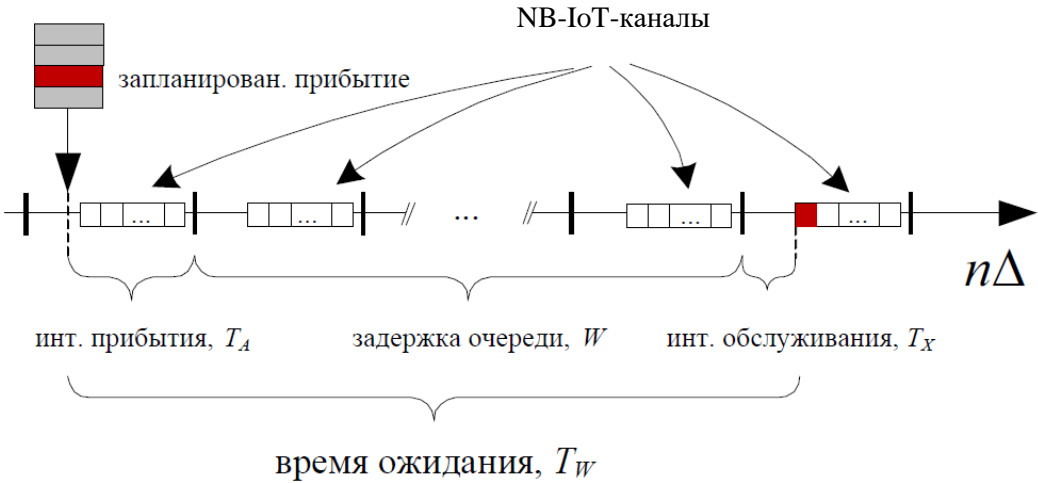 NB-IoT-каналы
запланирован. прибытие
... ... ... ... ...
nΔ
инт. прибытия, T_A
задержка очереди, W
инт. обслуживания, T_X
время ожидания, T_W